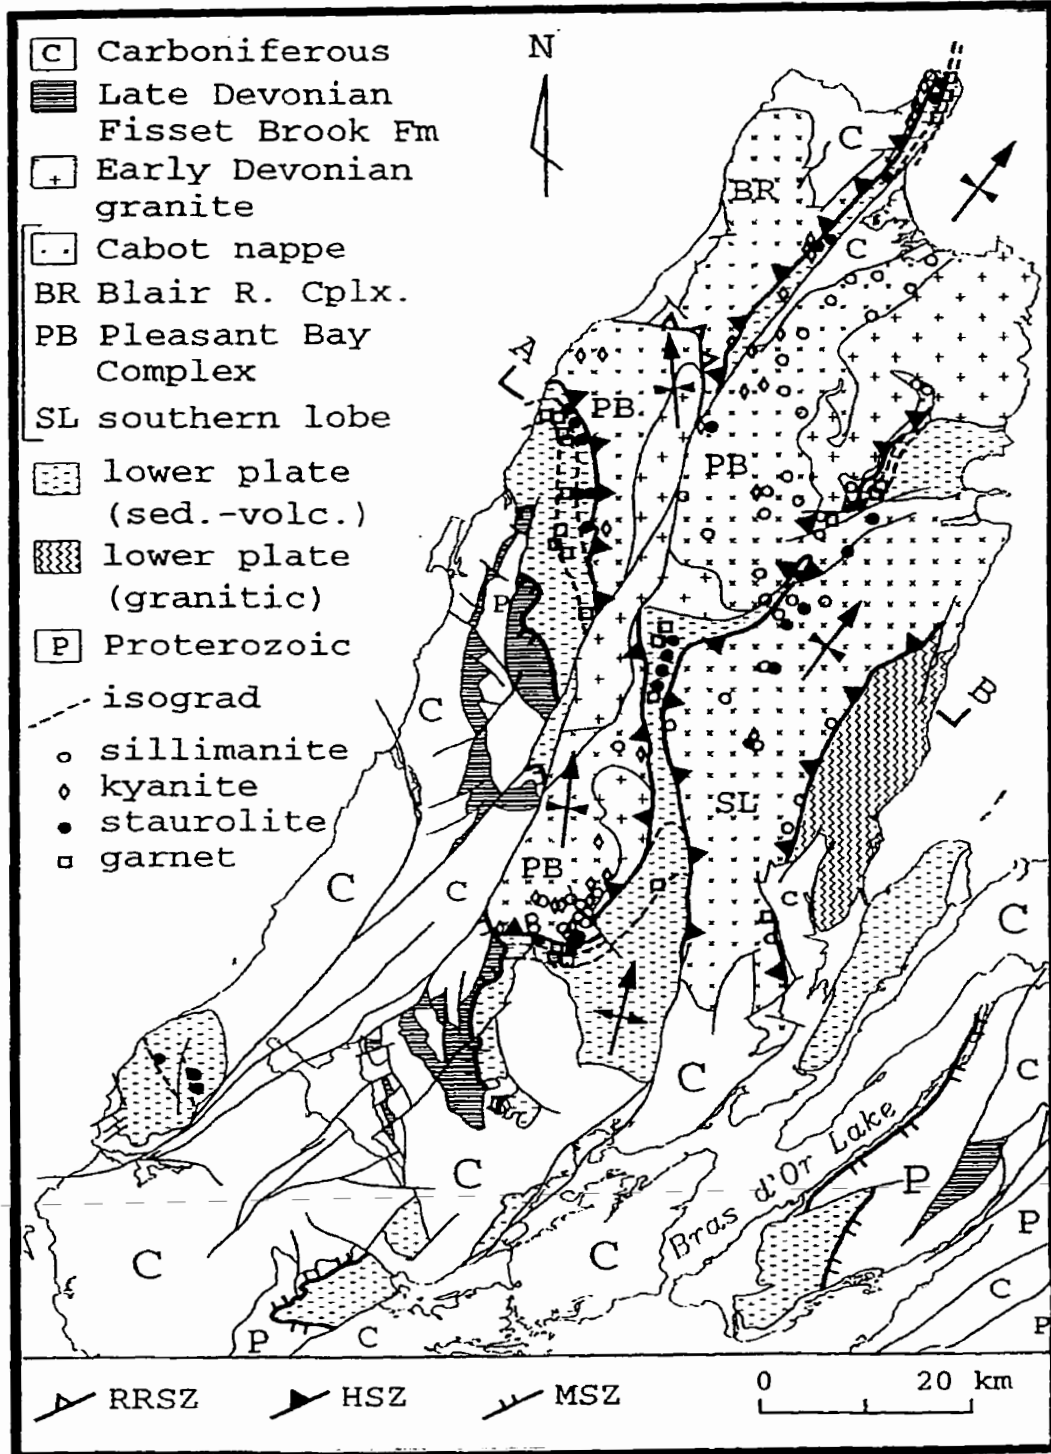 C Carboniferous
Late Devonian
Fisset Brook Fm
+ Early Devonian
granite
Cabot nappe
BR Blair R. Cplx.
PB Pleasant Bay
Complex
SL southern lobe
lower plate
(sed.-volc.)
lower plate
(granitic)
P Proterozoic
isograd
sillimanite
kyanite
staurolite
garnet
N
C
BR
C
A
PB
PB
P
C
B
SL
PB
C
C
C
C
C
C
C
Bras d'Or Lake
P
P
C
C
C
P
C
P
RRSZ
HSZ
MSZ
0 20 km